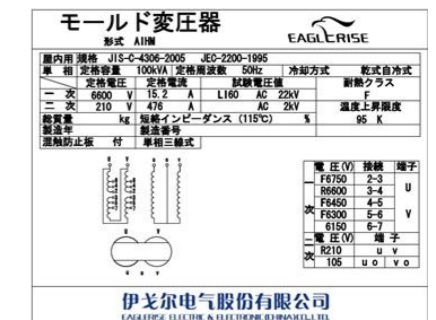 モールド変圧器
形式 AIHM
EAGLERISE
屋内用 規格 JIS-C-4306-2005 JEC-2200-1995
単 相 定格容量 100kVA 定格周波数 50Hz 冷却方式 乾式自冷式
定格電圧 定格電流 試験電圧値 耐熱クラス
一 次 6600 V 15.2 A LI60 AC 22kV F
二 次 210 V 476 A AC 2kV 温度上昇限度
総質量 kg 短絡インピーダンス (115℃) % 95 K
製造年 製造番号
混触防止板 付 単相三線式
U V U V
u o v
電 圧(V) 接続 端子
一次 F6750 2-3 U V
R6600 3-4
F6450 4-5
F6300 5-6
6150 6-7
二次 電 圧(V) 端 子
R210 u v
105 u o v o
伊戈尔电气股份有限公司
EAGLERISE ELECTRIC & ELECTRONIC (CHINA) CO., LTD.